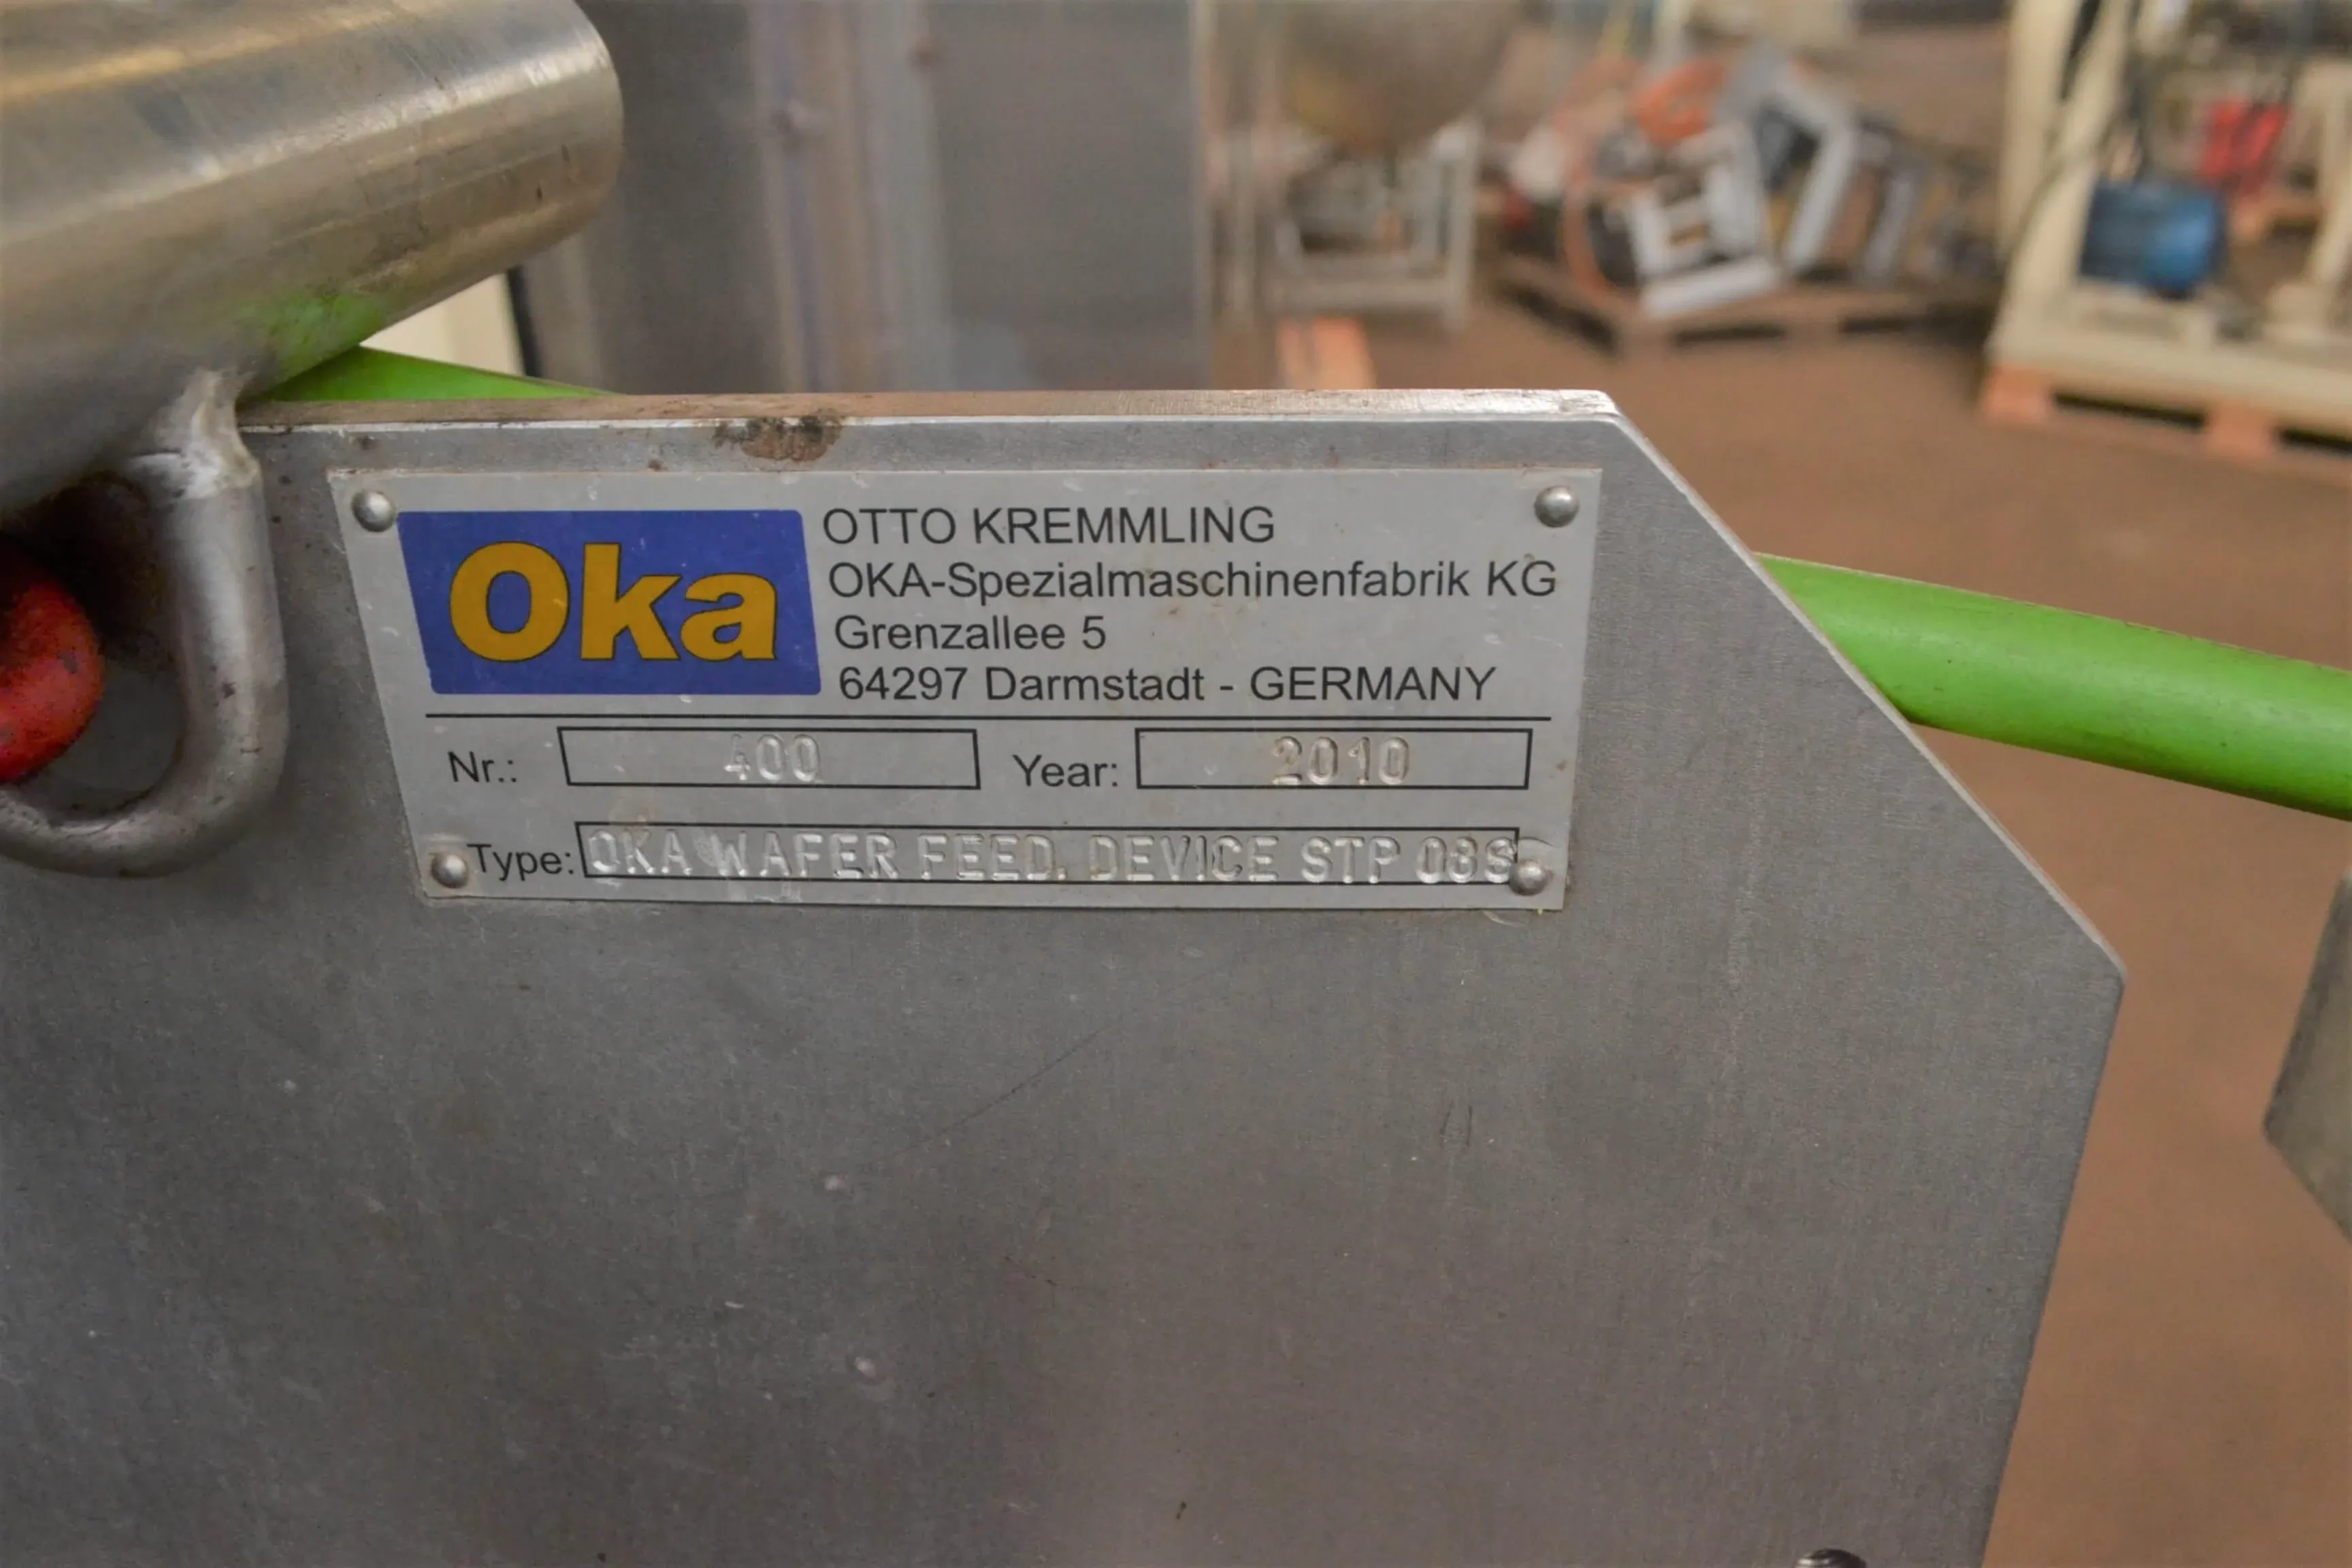 Oka
OTTO KREMMLING
OKA-Spezialmaschinenfabrik KG
Grenzallee 5
64297 Darmstadt - GERMANY
Nr.: 400 Year: 2010
Type: OKA WAFER FEED. DEVICE STP